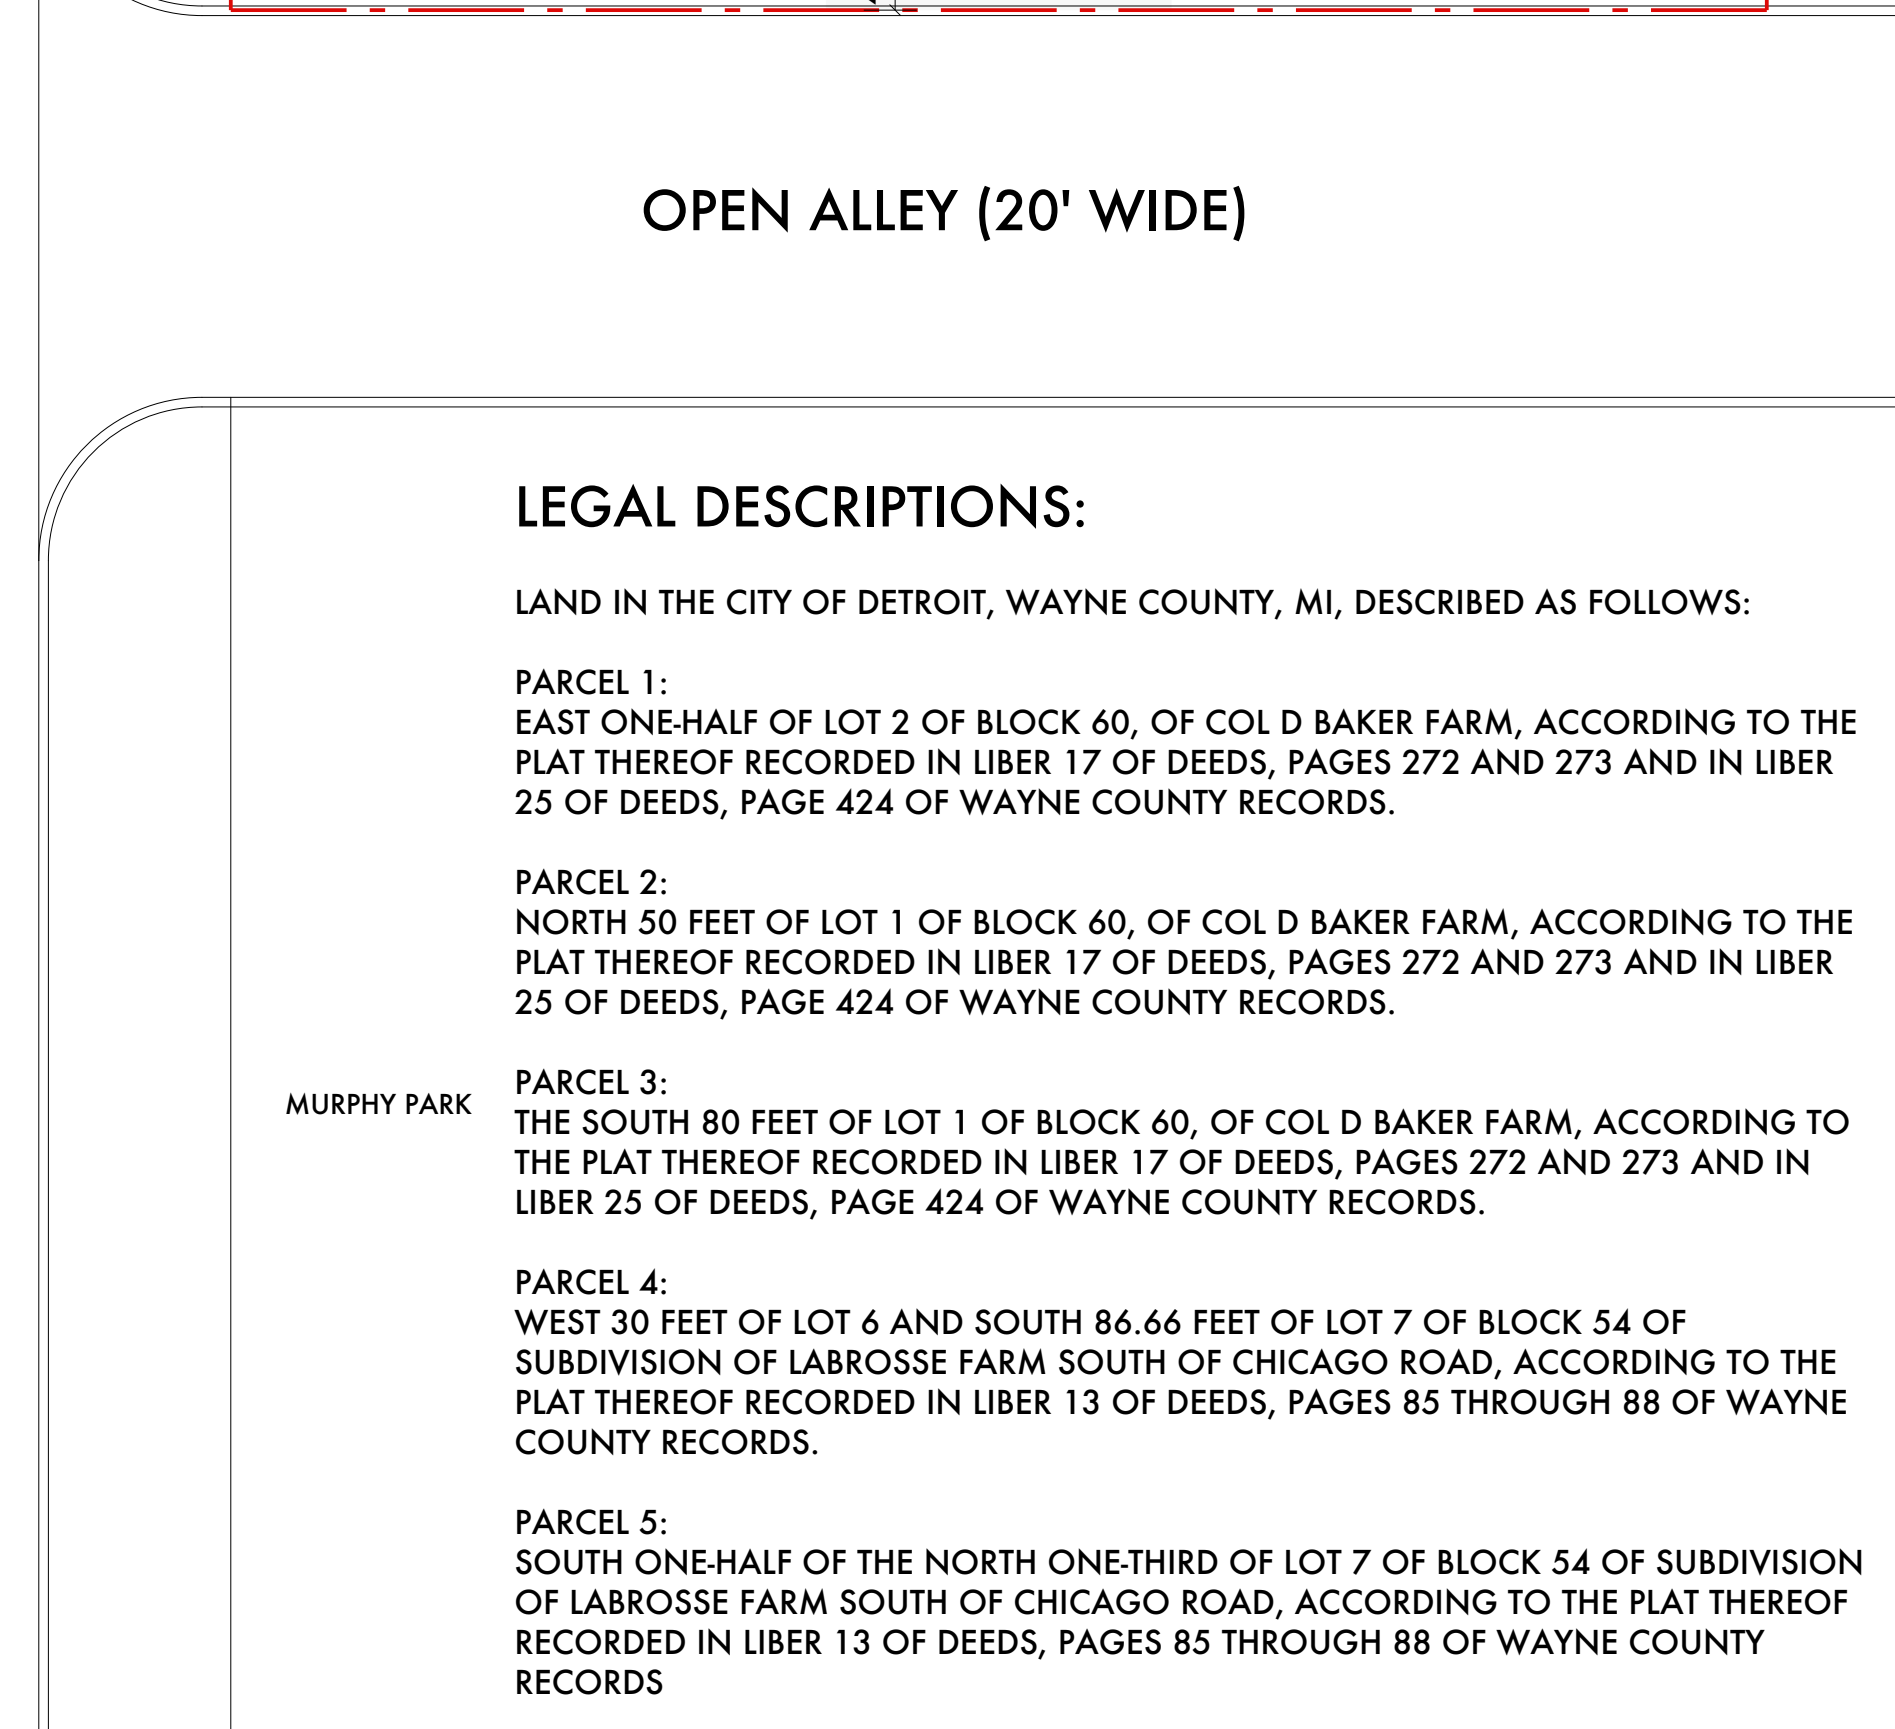 OPEN ALLEY (20' WIDE)
LEGAL DESCRIPTIONS:
LAND IN THE CITY OF DETROIT, WAYNE COUNTY, MI, DESCRIBED AS FOLLOWS:
PARCEL 1:
EAST ONE-HALF OF LOT 2 OF BLOCK 60, OF COL D BAKER FARM, ACCORDING TO THE
PLAT THEREOF RECORDED IN LIBER 17 OF DEEDS, PAGES 272 AND 273 AND IN LIBER
25 OF DEEDS, PAGE 424 OF WAYNE COUNTY RECORDS.
PARCEL 2:
NORTH 50 FEET OF LOT 1 OF BLOCK 60, OF COL D BAKER FARM, ACCORDING TO THE
PLAT THEREOF RECORDED IN LIBER 17 OF DEEDS, PAGES 272 AND 273 AND IN LIBER
25 OF DEEDS, PAGE 424 OF WAYNE COUNTY RECORDS.
MURPHY PARK
PARCEL 3:
THE SOUTH 80 FEET OF LOT 1 OF BLOCK 60, OF COL D BAKER FARM, ACCORDING TO
THE PLAT THEREOF RECORDED IN LIBER 17 OF DEEDS, PAGES 272 AND 273 AND IN
LIBER 25 OF DEEDS, PAGE 424 OF WAYNE COUNTY RECORDS.
PARCEL 4:
WEST 30 FEET OF LOT 6 AND SOUTH 86.66 FEET OF LOT 7 OF BLOCK 54 OF
SUBDIVISION OF LABROSSE FARM SOUTH OF CHICAGO ROAD, ACCORDING TO THE
PLAT THEREOF RECORDED IN LIBER 13 OF DEEDS, PAGES 85 THROUGH 88 OF WAYNE
COUNTY RECORDS.
PARCEL 5:
SOUTH ONE-HALF OF THE NORTH ONE-THIRD OF LOT 7 OF BLOCK 54 OF SUBDIVISION
OF LABROSSE FARM SOUTH OF CHICAGO ROAD, ACCORDING TO THE PLAT THEREOF
RECORDED IN LIBER 13 OF DEEDS, PAGES 85 THROUGH 88 OF WAYNE COUNTY
RECORDS